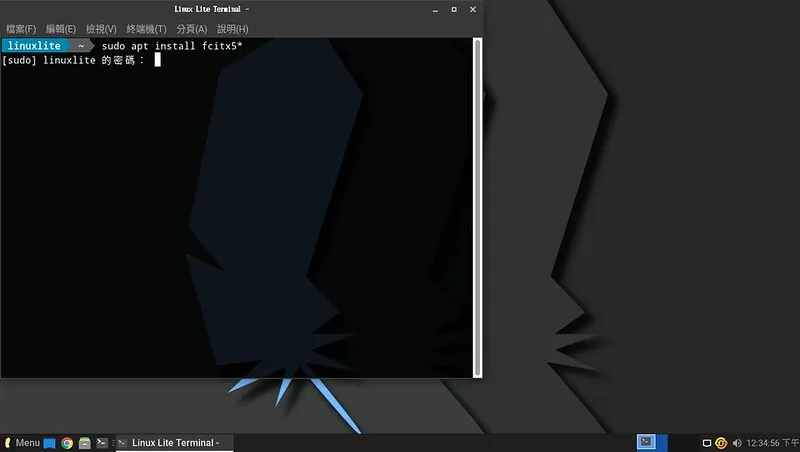 Linux Lite Terminal -
檔案(F) 編輯(E) 檢視(V) 終端機(T) 分頁(A) 說明(H)
linuxlite ~ sudo apt install fcitx5*
[sudo] linuxlite 的密碼：
Menu Linux Lite Terminal - 12:34:56 下午